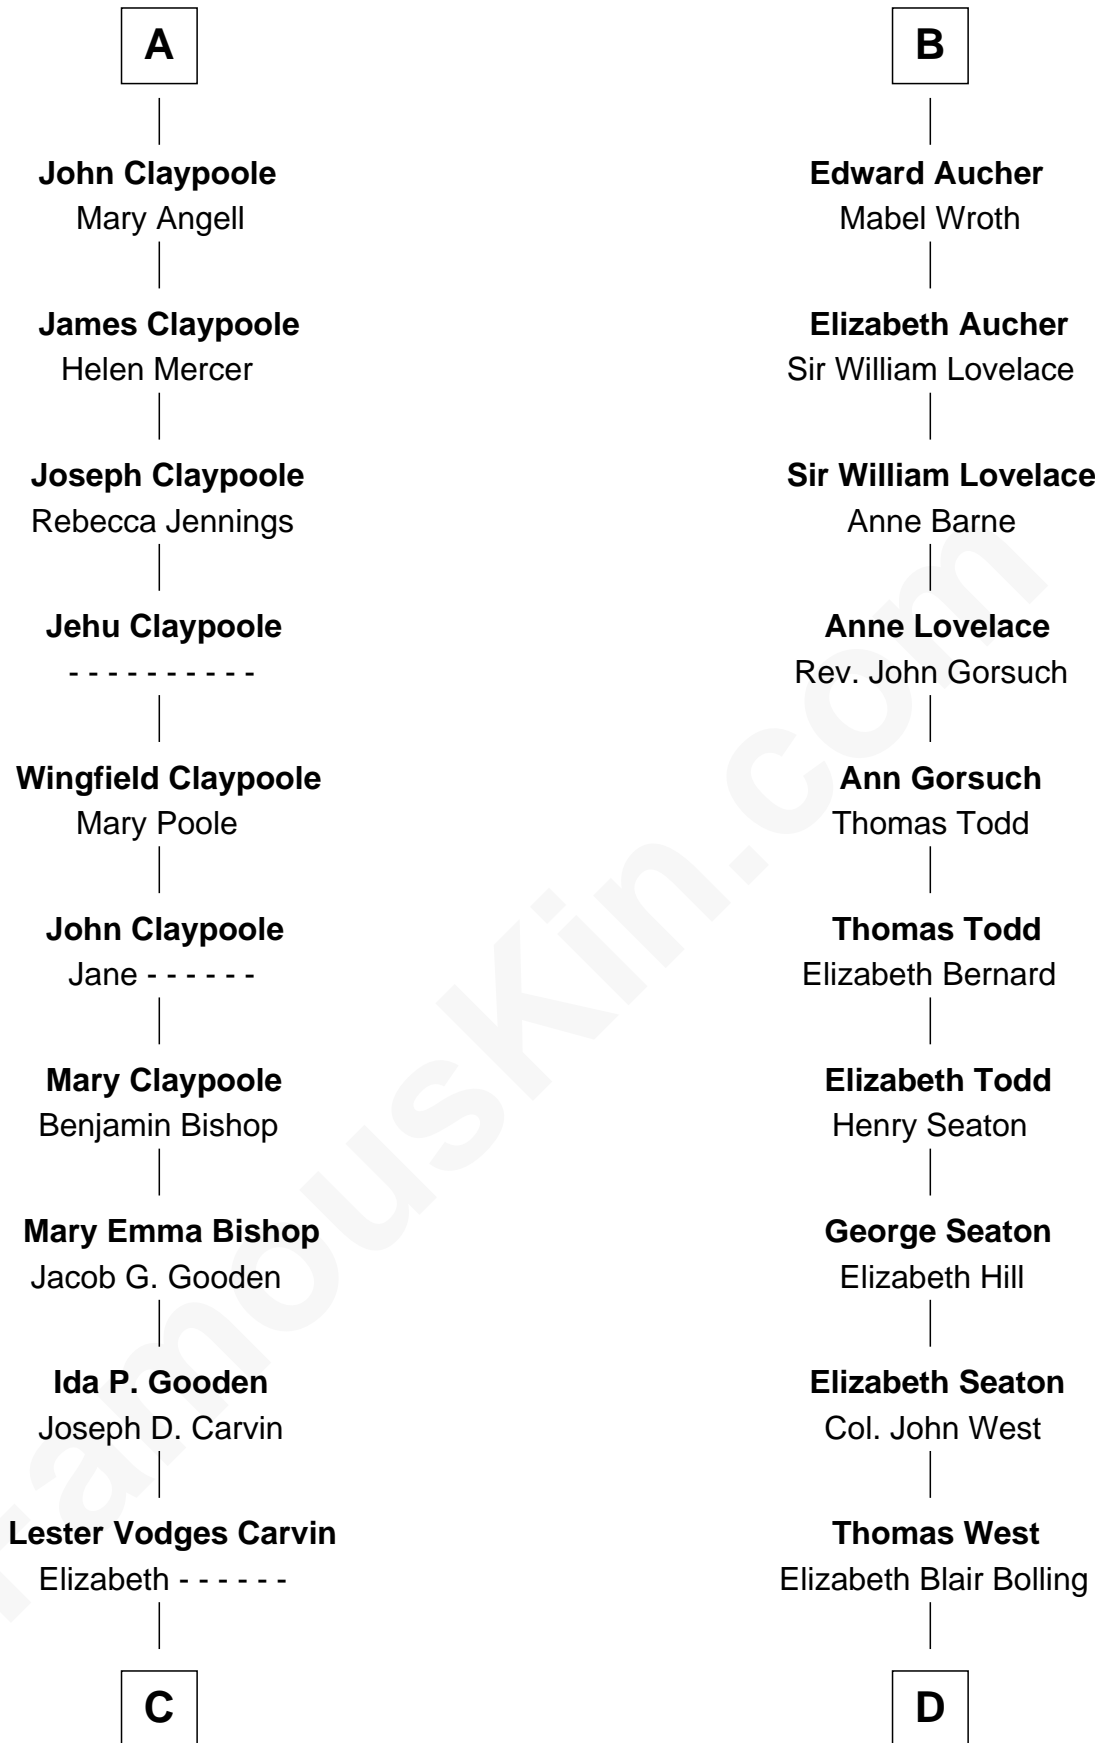 A
John Claypoole
Mary Angell
James Claypoole
Helen Mercer
Joseph Claypoole
Rebecca Jennings
Jehu Claypoole
- - - - - - - - - -
Wingfield Claypoole
Mary Poole
John Claypoole
Jane - - - - - -
Mary Claypoole
Benjamin Bishop
Mary Emma Bishop
Jacob G. Gooden
Ida P. Gooden
Joseph D. Carvin
Lester Vodges Carvin
Elizabeth - - - - - -
C
B
Edward Aucher
Mabel Wroth
Elizabeth Aucher
Sir William Lovelace
Sir William Lovelace
Anne Barne
Anne Lovelace
Rev. John Gorsuch
Ann Gorsuch
Thomas Todd
Thomas Todd
Elizabeth Bernard
Elizabeth Todd
Henry Seaton
George Seaton
Elizabeth Hill
Elizabeth Seaton
Col. John West
Thomas West
Elizabeth Blair Bolling
D
FamousKin.com